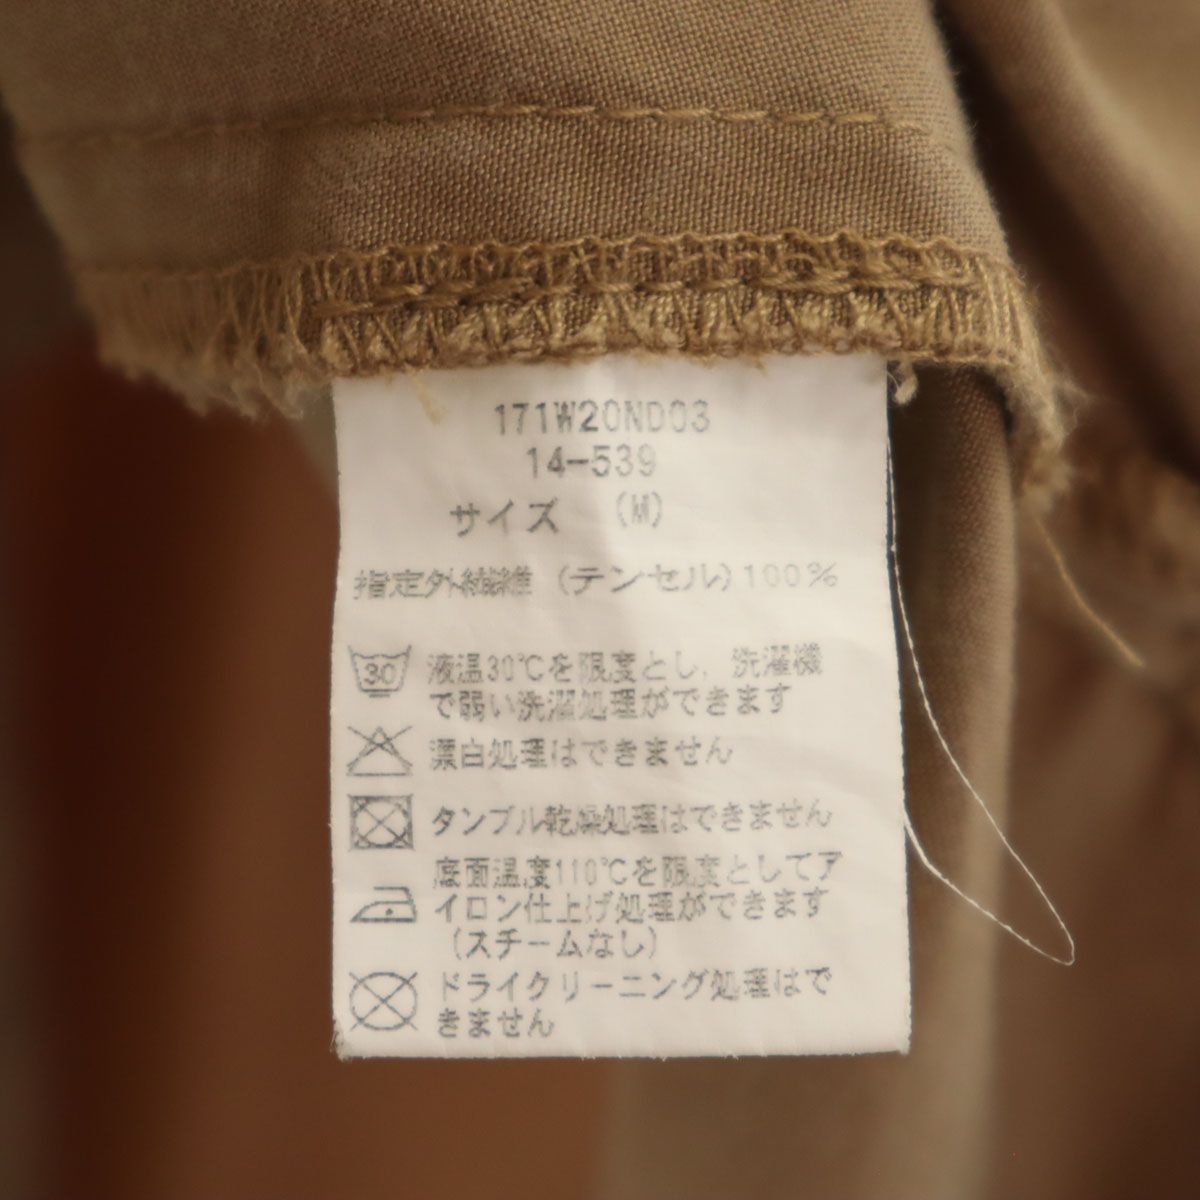 171W20ND03
14-539
サイズ (M)
指定外繊維 (テンセル) 100%
30 液温30℃を限度とし、洗濯機
で弱い洗濯処理ができます
漂白処理はできません
タンブル乾燥処理はできません
底面温度110℃を限度としてア
イロン仕上げ処理ができます
(スチームなし)
ドライクリーニング処理はで
きません